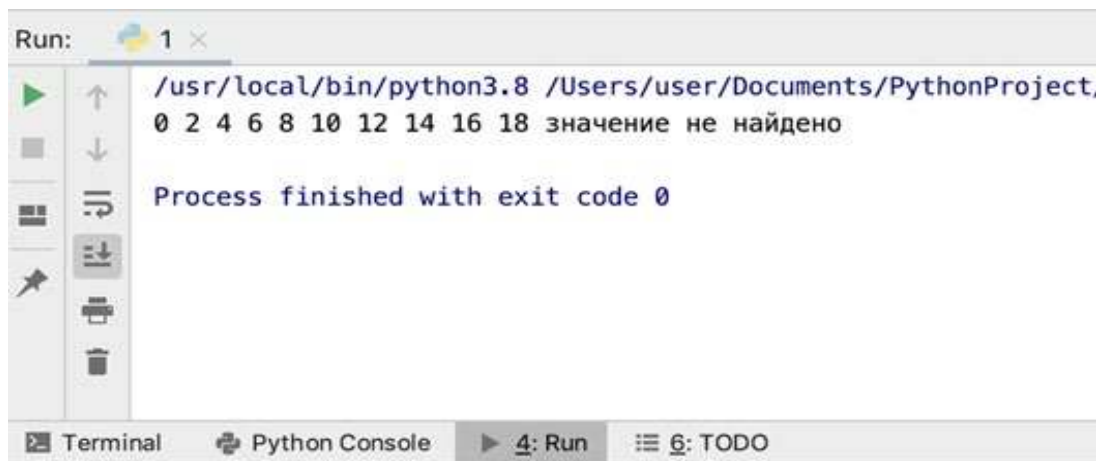 Run: 1
/usr/local/bin/python3.8 /Users/user/Documents/PythonProject/
0 2 4 6 8 10 12 14 16 18 значение не найдено
Process finished with exit code 0
Terminal Python Console 4: Run 6: TODO